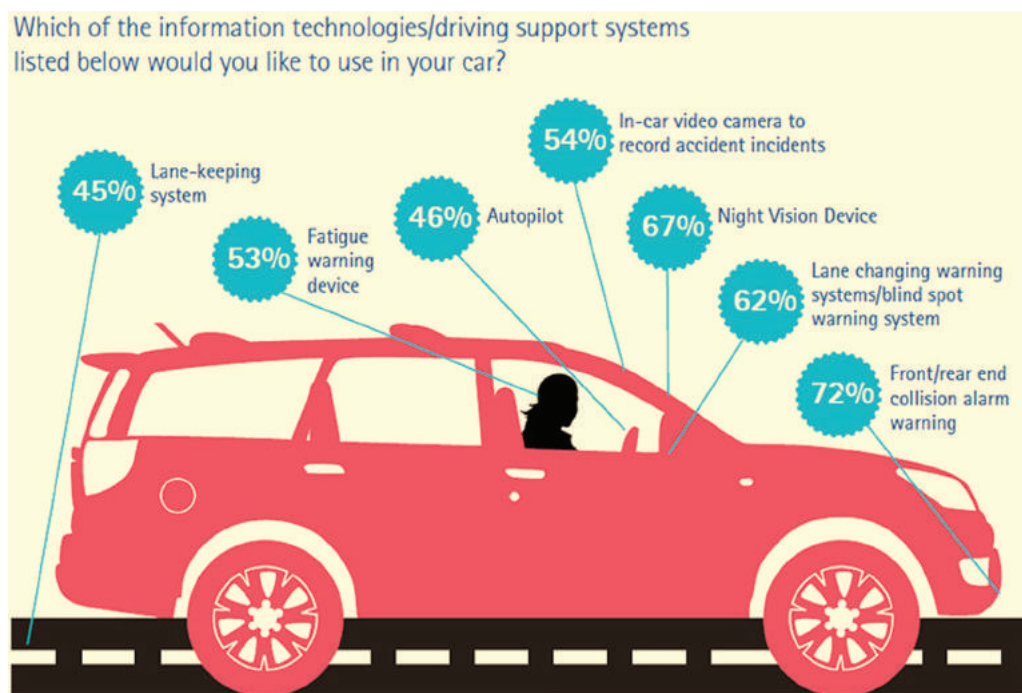 Which of the information technologies/driving support systems
listed below would you like to use in your car?
54%
In-car video camera to
record accident incidents
45%
Lane-keeping
system
46%
Autopilot
67%
Night Vision Device
53%
Fatigue
warning
device
62%
Lane changing warning
systems/blind spot
warning system
72%
Front/rear end
collision alarm
warning